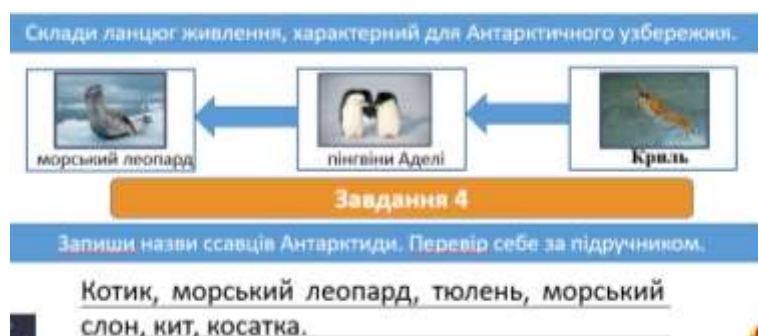 Склади ланцюг живлення, характерний для Антарктичного узбережжя.
морський леопард
пінгвіни Аделі
Криль
Завдання 4
Запиши назви ссавців Антарктиди. Перевір себе за підручником.
Котик, морський леопард, тюлень, морський
слон, кит, косатка.